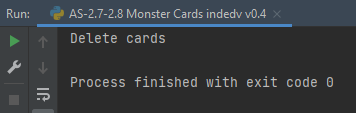 Run: AS-2.7-2.8 Monster Cards indedv v0.4
Delete cards
Process finished with exit code 0